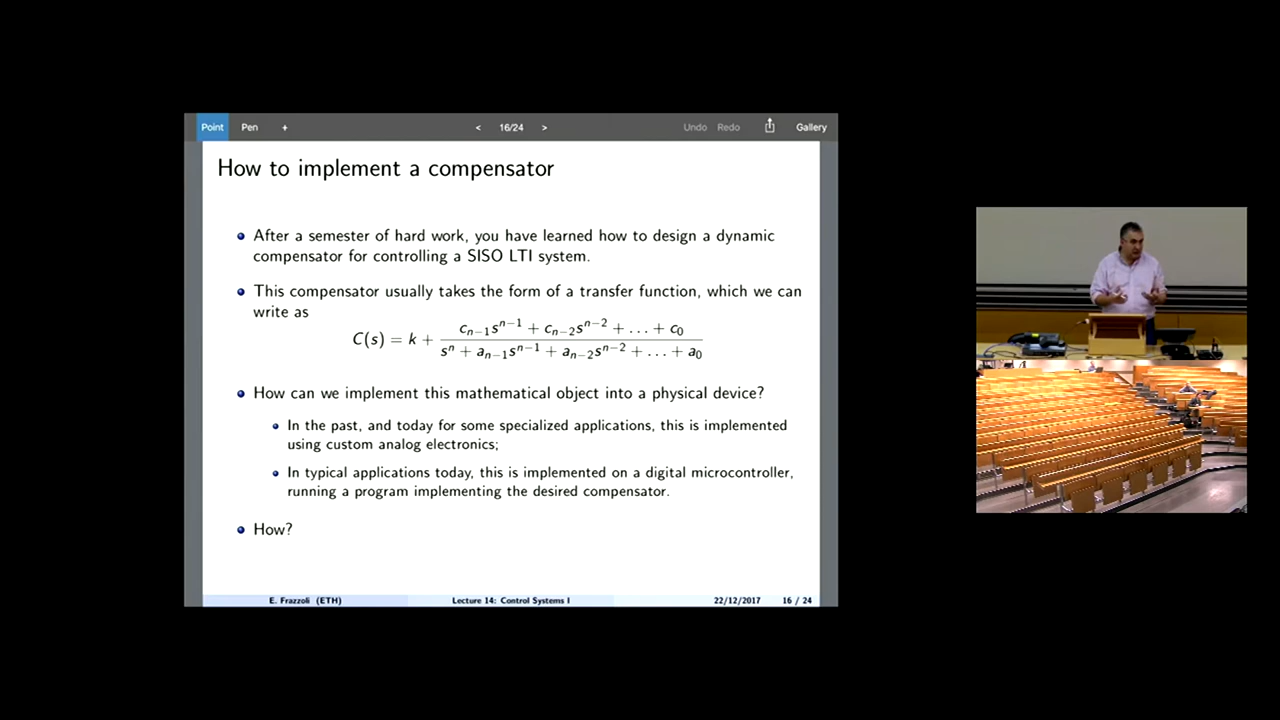 Point Pen + < 16/24 > Undo Redo Gallery
How to implement a compensator
After a semester of hard work, you have learned how to design a dynamic
compensator for controlling a SISO LTI system.
This compensator usually takes the form of a transfer function, which we can
write as
C(s) = k + \frac{c_{n-1}s^{n-1} + c_{n-2}s^{n-2} + \ldots + c_0}{s^n + a_{n-1}s^{n-1} + a_{n-2}s^{n-2} + \ldots + a_0}
How can we implement this mathematical object into a physical device?
In the past, and today for some specialized applications, this is implemented
using custom analog electronics;
In typical applications today, this is implemented on a digital microcontroller,
running a program implementing the desired compensator.
How?
E. Frazzoli (ETH) Lecture 14: Control Systems I 22/12/2017 16 / 24